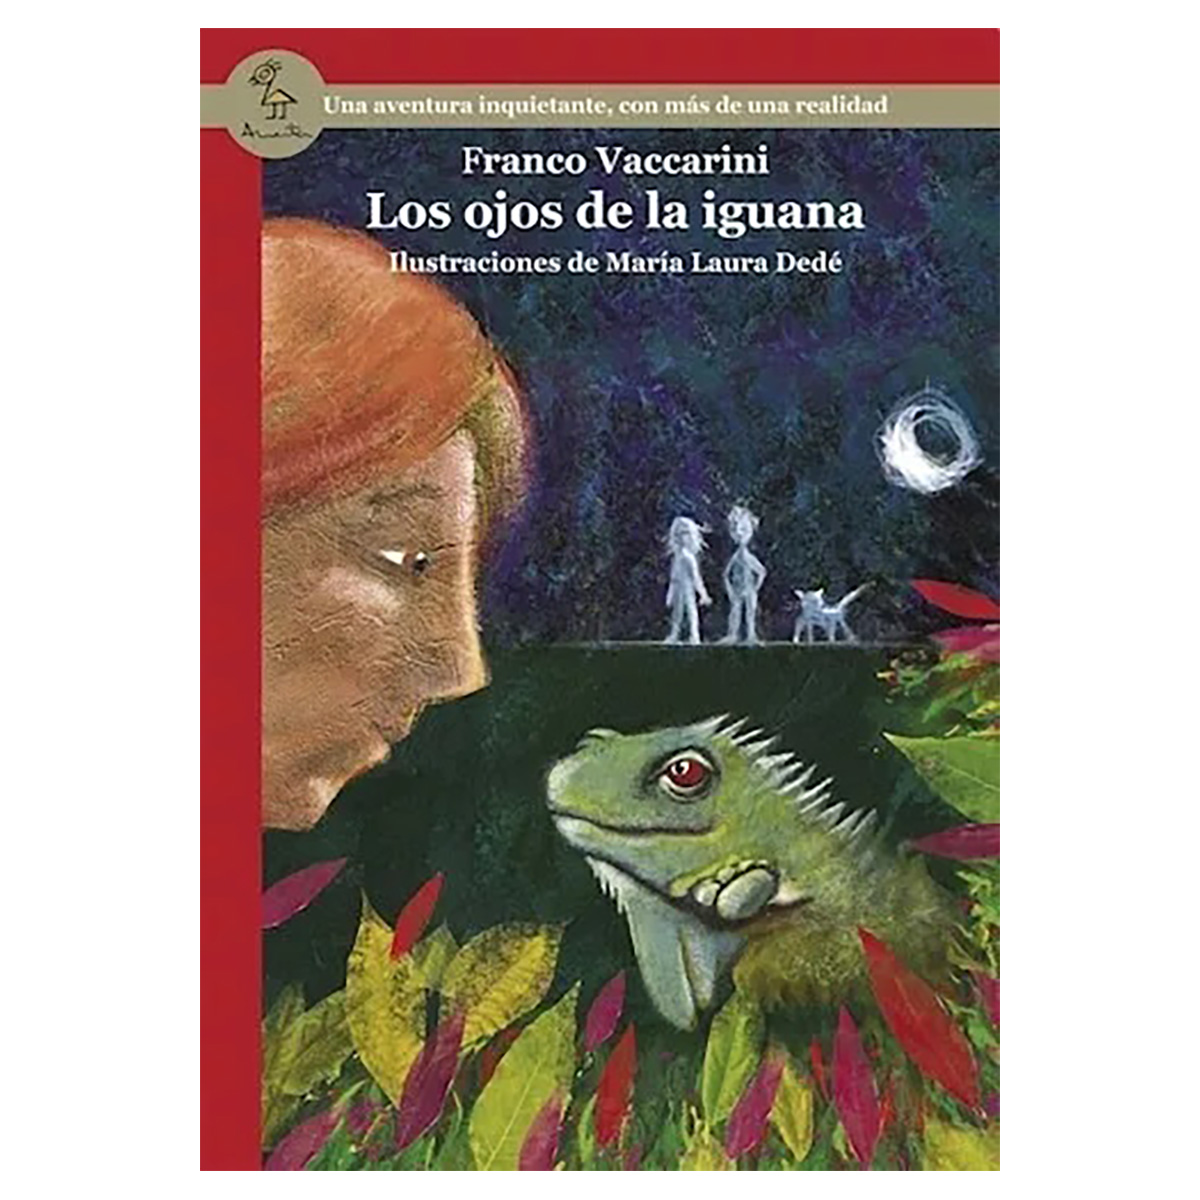 Una aventura inquietante, con más de una realidad
Franco Vaccarini
Los ojos de la iguana
Ilustraciones de María Laura Dedé